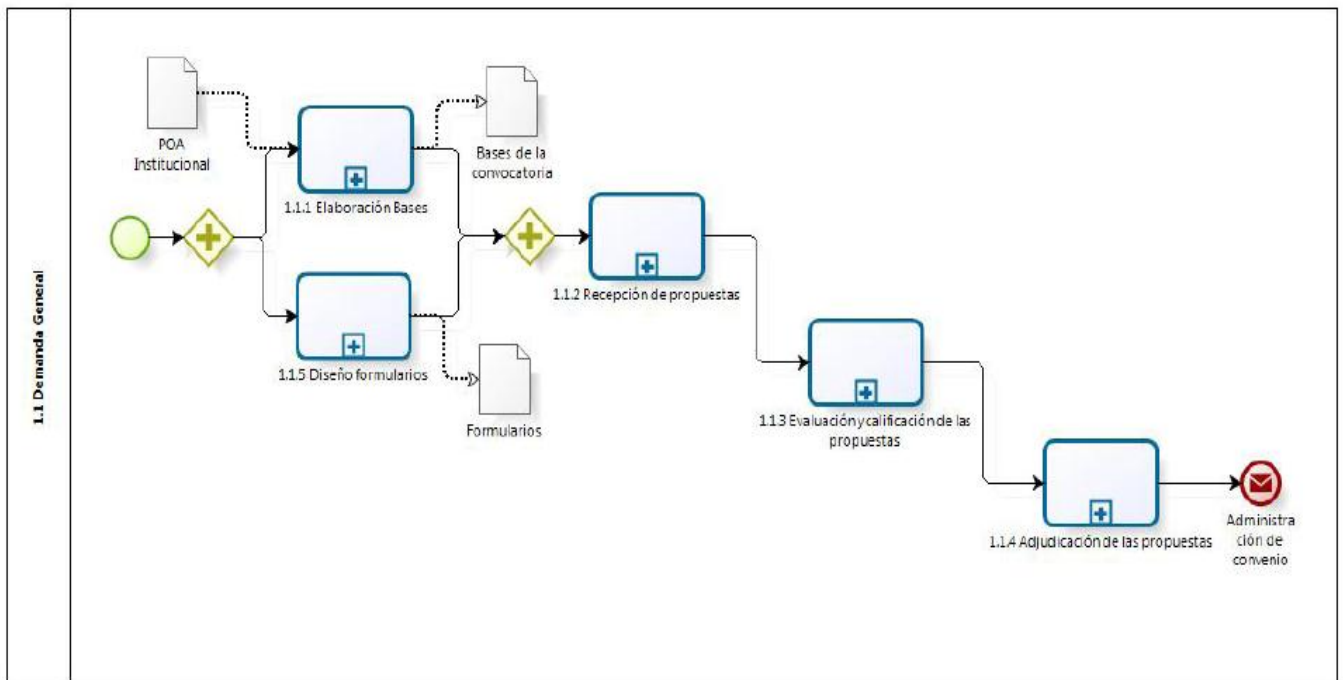 1.1 Demanda General
POA
Institucional
1.1.1 Elaboración Bases
Bases de la
convocatoria
1.1.5 Diseño formularios
Formularios
1.1.2 Recepción de propuestas
1.1.3 Evaluación y calificación de las
propuestas
1.1.4 Adjudicación de las propuestas
Administra
ción de
convenio